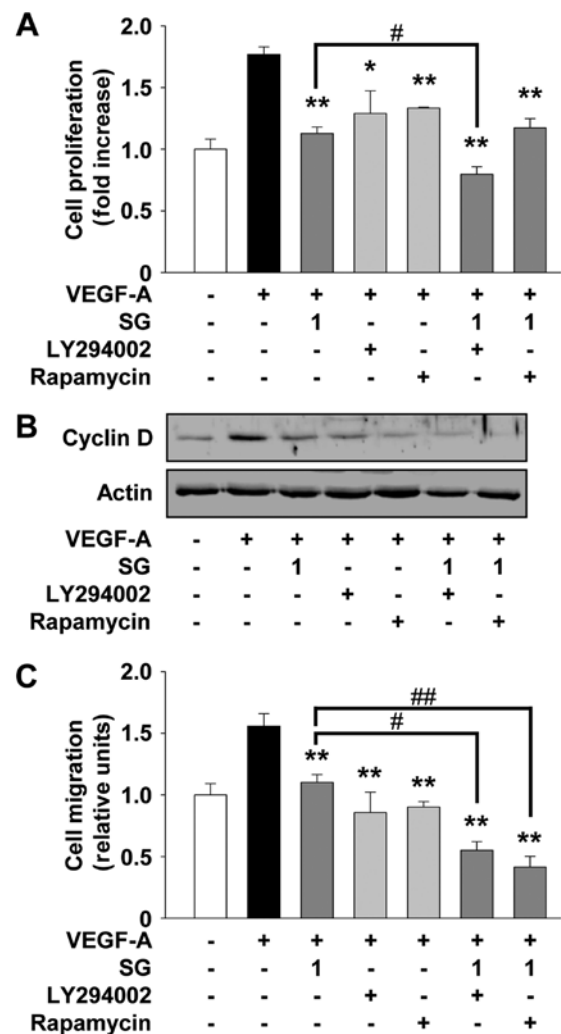 A
Cell proliferation
(fold increase)
2.0
1.5
1.0
0.5
0
#
** * ** ** **
VEGF-A - + + + + + +
SG - - 1 - - 1 1
LY294002 - - - + - + -
Rapamycin - - - - + - +
B
Cyclin D
Actin
VEGF-A - + + + + + +
SG - - 1 - - 1 1
LY294002 - - - + - + -
Rapamycin - - - - + - +
C
Cell migration
(relative units)
2.0
1.5
1.0
0.5
0
##
#
** ** ** ** **
VEGF-A - + + + + + +
SG - - 1 - - 1 1
LY294002 - - - + - + -
Rapamycin - - - - + - +